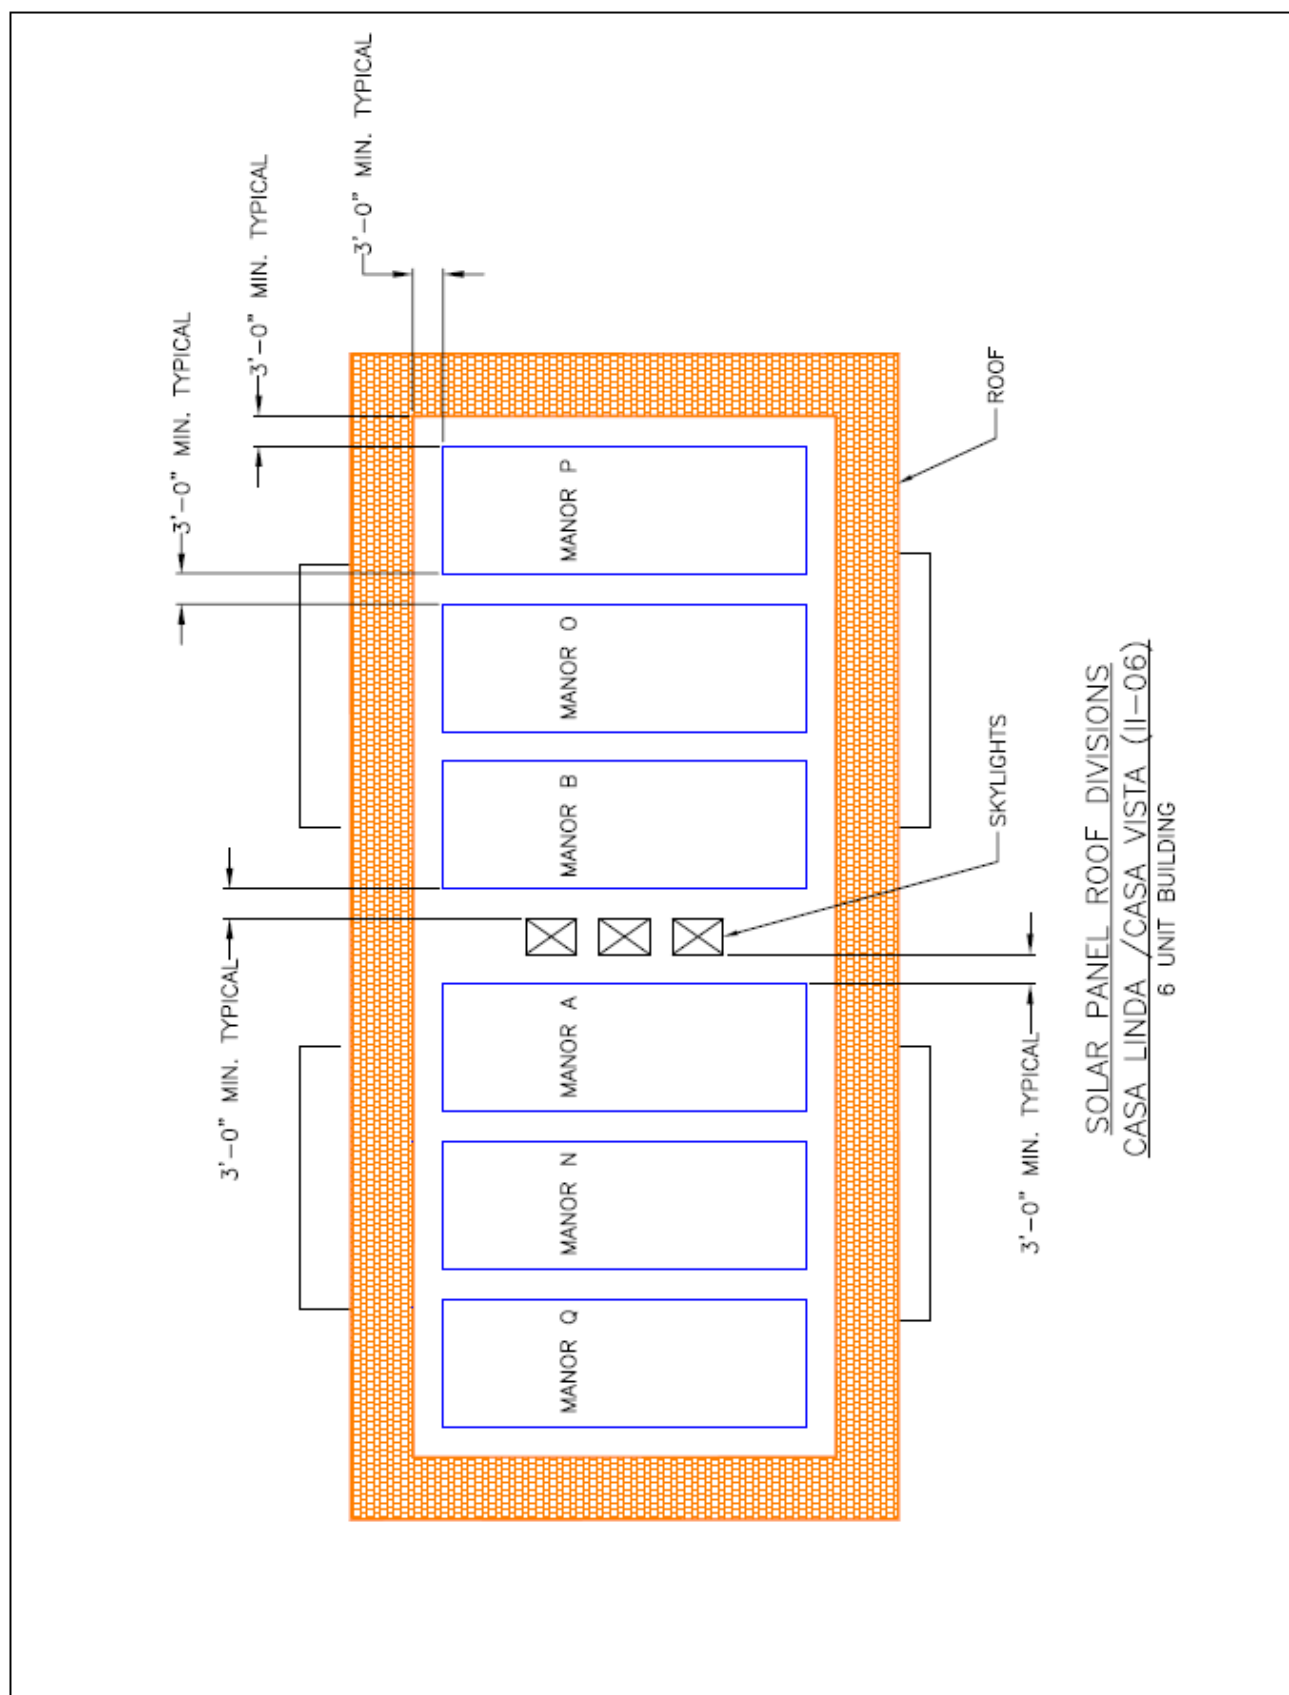 3'-0" MIN. TYPICAL
3'-0" MIN. TYPICAL
3'-0" MIN. TYPICAL
3'-0" MIN. TYPICAL
MANOR Q
MANOR N
MANOR A
MANOR B
MANOR O
MANOR P
SKYLIGHTS
ROOF
3'-0" MIN. TYPICAL
SOLAR PANEL ROOF DIVISIONS
CASA LINDA /CASA VISTA (II-06)
6 UNIT BUILDING